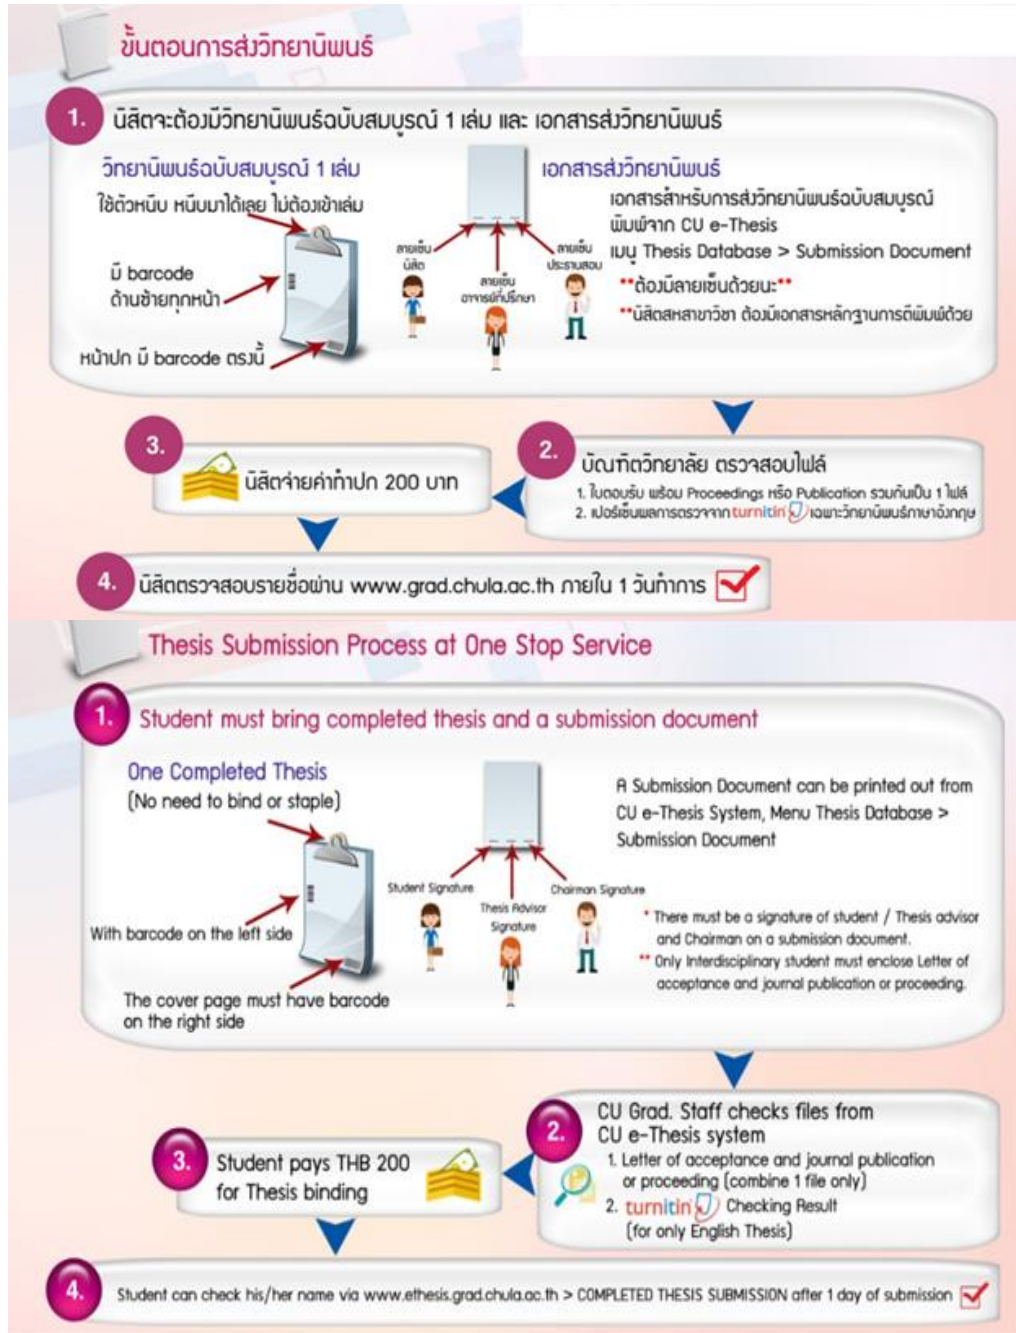 ขั้นตอนการส่งวิทยานิพนธ์
1. นิสิตจะต้องมีวิทยานิพนธ์ฉบับสมบูรณ์ 1 เล่ม และ เอกสารส่งวิทยานิพนธ์
วิทยานิพนธ์ฉบับสมบูรณ์ 1 เล่ม
ใช้ตัวหนีบ หนีบมาได้เลย ไม่ต้องเข้าเล่ม
มี barcode
ด้านซ้ายทุกหน้า
หน้าปก มี barcode ตรงนี้
ลายเซ็น
นิสิต
ลายเซ็น
อาจารย์ที่ปรึกษา
ลายเซ็น
ประธานสอบ
เอกสารส่งวิทยานิพนธ์
เอกสารสำหรับการส่งวิทยานิพนธ์ฉบับสมบูรณ์
พิมพ์จาก CU e-Thesis
เมนู Thesis Database > Submission Document
**ต้องมีลายเซ็นด้วยนะ**
**นิสิตสหสาขาวิชา ต้องมีเอกสารหลักฐานการตีพิมพ์ด้วย
2. บัณฑิตวิทยาลัย ตรวจสอบไฟล์
1. ใบตอบรับ พร้อม Proceedings หรือ Publication รวมกันเป็น 1 ไฟล์
2. เปอร์เซ็นผลการตรวจจาก turnitin เฉพาะวิทยานิพนธ์ภาษาอังกฤษ
3. นิสิตจ่ายค่าทำปก 200 บาท
4. นิสิตตรวจสอบรายชื่อผ่าน www.grad.chula.ac.th ภายใน 1 วันทำการ
Thesis Submission Process at One Stop Service
1. Student must bring completed thesis and a submission document
One Completed Thesis
(No need to bind or staple)
With barcode on the left side
The cover page must have barcode
on the right side
Student Signature
Thesis Advisor
Signature
Chairman Signature
A Submission Document can be printed out from
CU e-Thesis System, Menu Thesis Database >
Submission Document
* There must be a signature of student / Thesis advisor
and Chairman on a submission document.
** Only Interdisciplinary student must enclose Letter of
acceptance and journal publication or proceeding.
2. CU Grad. Staff checks files from
CU e-Thesis system
1. Letter of acceptance and journal publication
or proceeding (combine 1 file only)
2. turnitin Checking Result
(for only English Thesis)
3. Student pays THB 200
for Thesis binding
4. Student can check his/her name via www.ethesis.grad.chula.ac.th > COMPLETED THESIS SUBMISSION after 1 day of submission